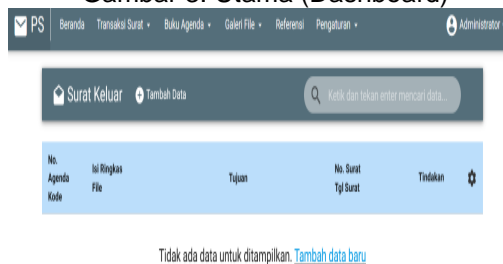 Gambar 3. Utama (Dashboard)
PS Beranda Transaksi Surat Buku Agenda Galeri File Referensi Pengaturan Administrator
Surat Keluar Tambah Data Ketik dan tekan enter mencari data...
No.
Agenda
Kode
Isi Ringkas
File
Tujuan
No. Surat
Tgl Surat
Tindakan
Tidak ada data untuk ditampilkan. Tambah data baru